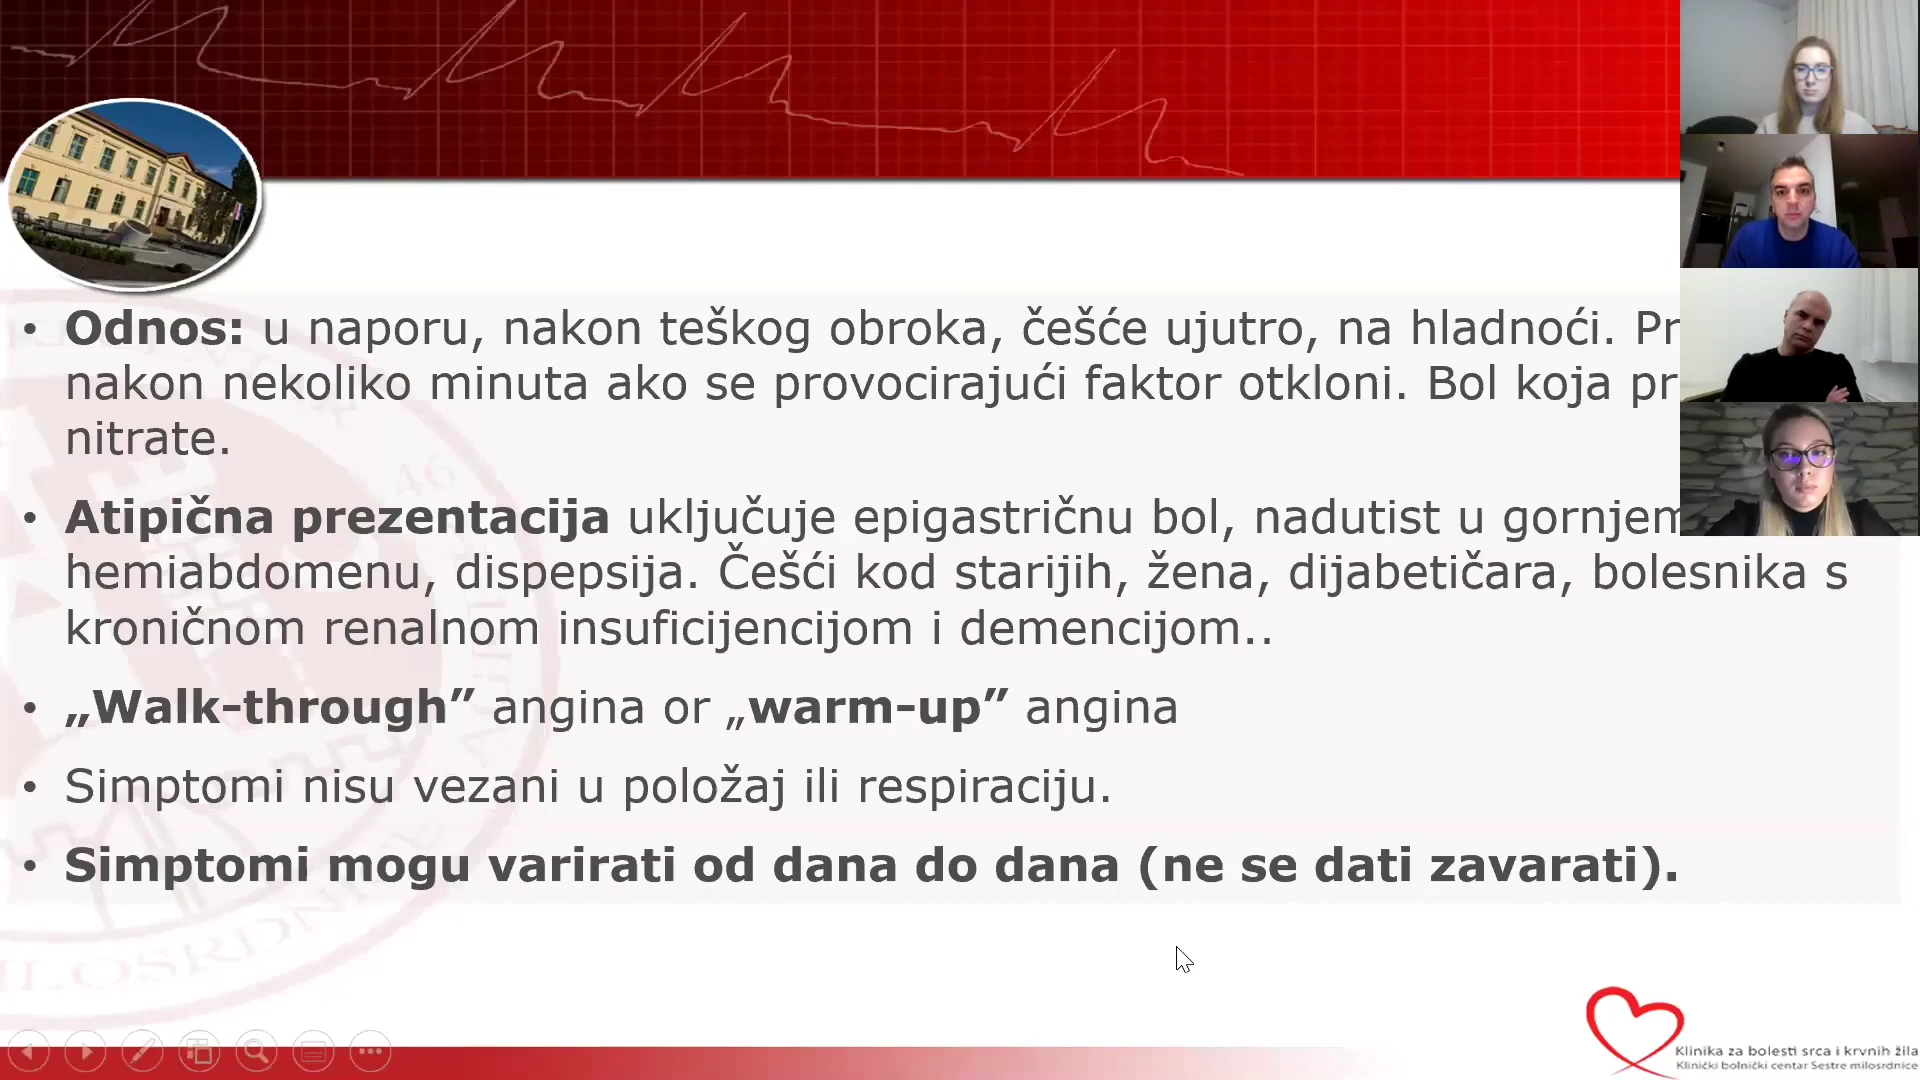 • Odnos: u naporu, nakon teškog obroka, češće ujutro, na hladnoći. Pr
nakon nekoliko minuta ako se provocirajući faktor otkloni. Bol koja pr
nitrate.
• Atipična prezentacija uključuje epigastričnu bol, nadutist u gornjem
hemiabdomenu, dispepsija. Češći kod starijih, žena, dijabetičara, bolesnika s
kroničnom renalnom insuficijencijom i demencijom..
• „Walk-through” angina or „warm-up” angina
• Simptomi nisu vezani u položaj ili respiraciju.
• Simptomi mogu varirati od dana do dana (ne se dati zavarati).
Klinika za bolesti srca i krvnih žila
Klinički bolnički centar Sestre milosrdnice